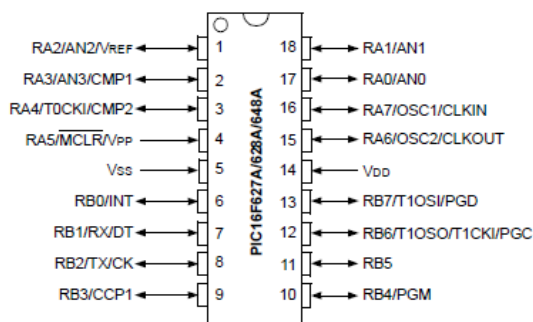 RA2/AN2/VREF 1 18 RA1/AN1
RA3/AN3/CMP1 2 17 RA0/AN0
RA4/T0CKI/CMP2 3 16 RA7/OSC1/CLKIN
RA5/MCLR/VPP 4 15 RA6/OSC2/CLKOUT
VSS 5 14 VDD
RB0/INT 6 13 RB7/T1OSI/PGD
RB1/RX/DT 7 12 RB6/T1OSO/T1CKI/PGC
RB2/TX/CK 8 11 RB5
RB3/CCP1 9 10 RB4/PGM
PIC16F627A/628A/648A